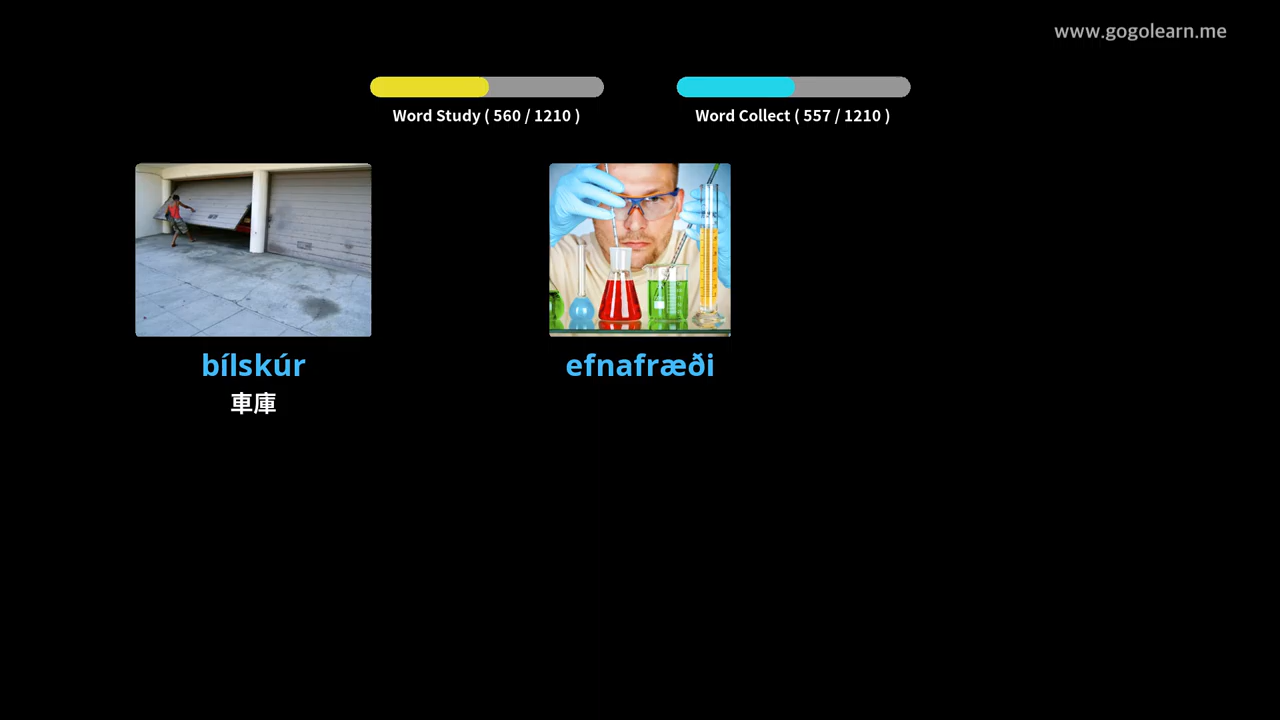 www.gogolearn.me
Word Study ( 560 / 1210 )
Word Collect ( 557 / 1210 )
bílskúr
車庫
efnafræði